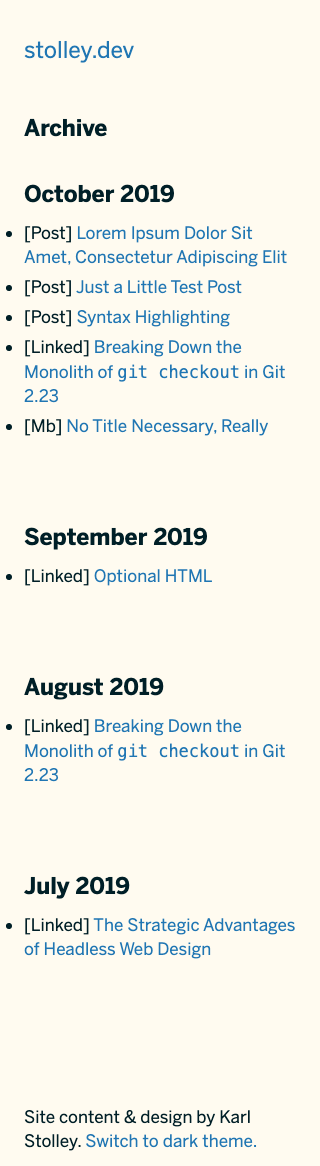 stolley.dev
Archive
October 2019
[Post] Lorem Ipsum Dolor Sit
Amet, Consectetur Adipiscing Elit
[Post] Just a Little Test Post
[Post] Syntax Highlighting
[Linked] Breaking Down the
Monolith of git checkout in Git
2.23
[Mb] No Title Necessary, Really
September 2019
[Linked] Optional HTML
August 2019
[Linked] Breaking Down the
Monolith of git checkout in Git
2.23
July 2019
[Linked] The Strategic Advantages
of Headless Web Design
Site content & design by Karl
Stolley. Switch to dark theme.